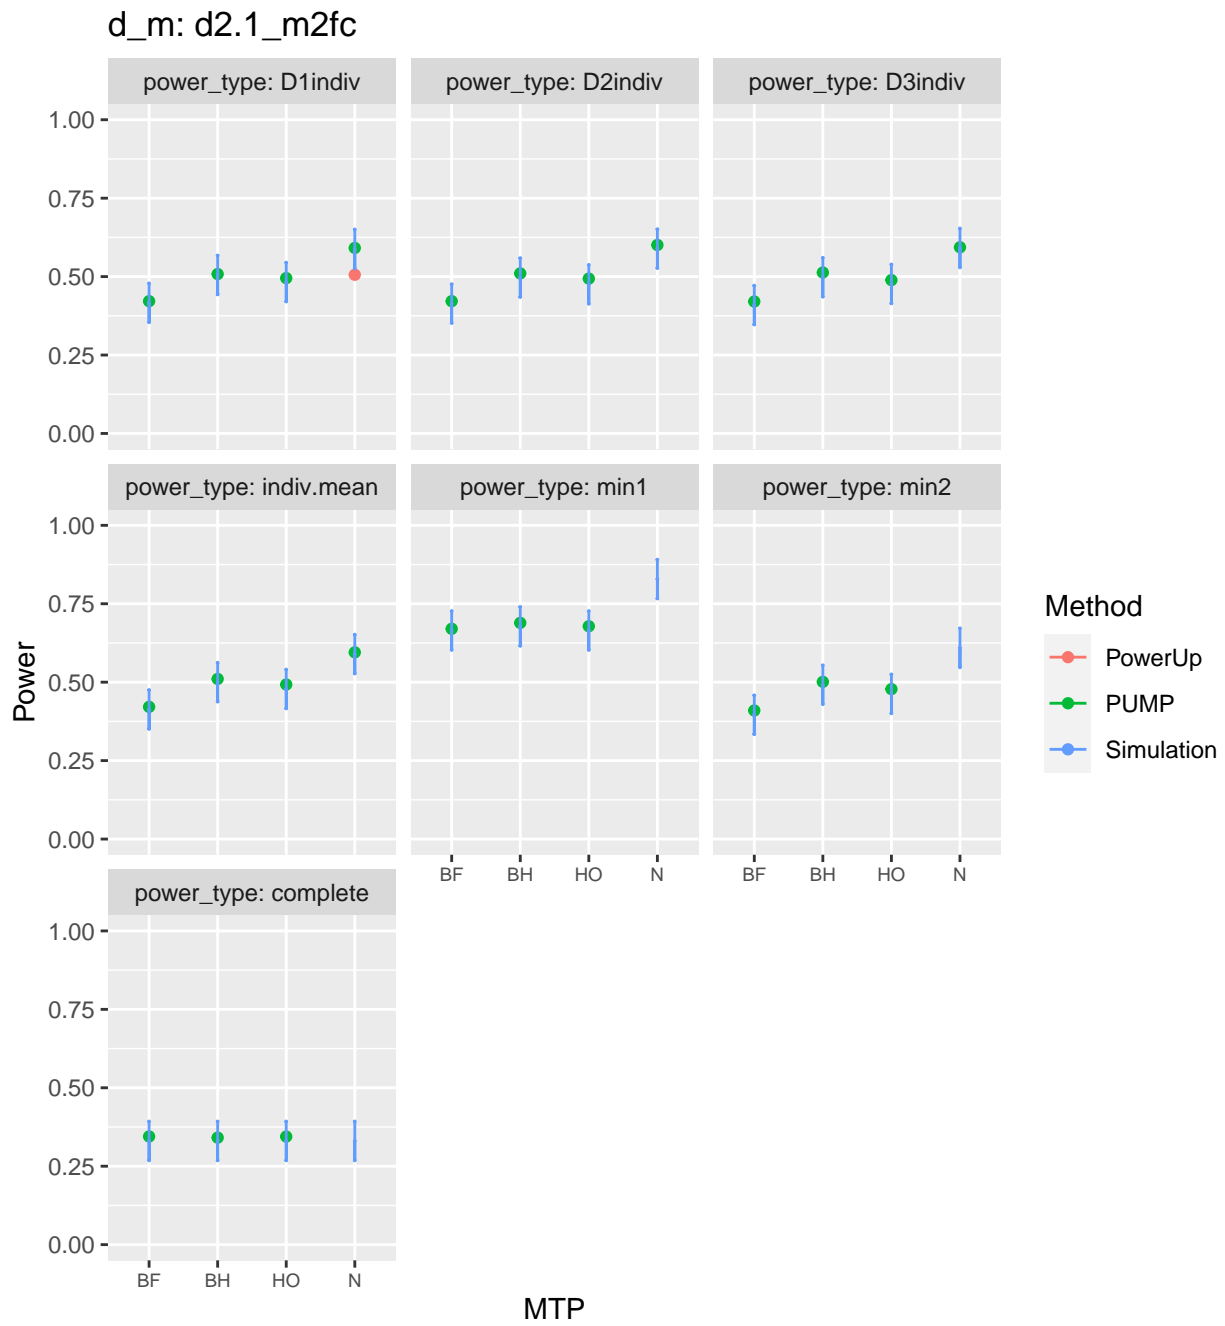 d_m: d2.1_m2fc
power_type: D1indiv
power_type: D2indiv
power_type: D3indiv
1.00
0.75
0.50
0.25
0.00
power_type: indiv.mean
power_type: min1
power_type: min2
1.00
0.75
0.50
0.25
0.00
BF BH HO N
BF BH HO N
power_type: complete
1.00
0.75
0.50
0.25
0.00
BF BH HO N
MTP
Power
Method
PowerUp
PUMP
Simulation